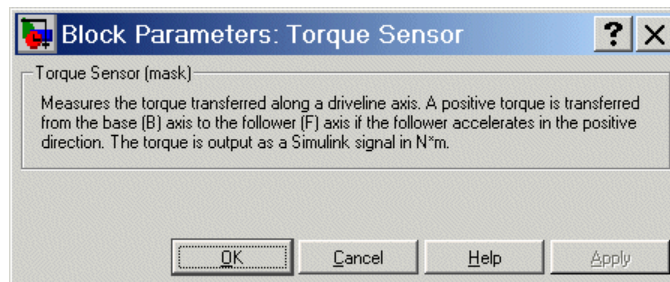 Block Parameters: Torque Sensor
? X
Torque Sensor (mask)
Measures the torque transferred along a driveline axis. A positive torque is transferred
from the base (B) axis to the follower (F) axis if the follower accelerates in the positive
direction. The torque is output as a Simulink signal in N*m.
OK Cancel Help Apply